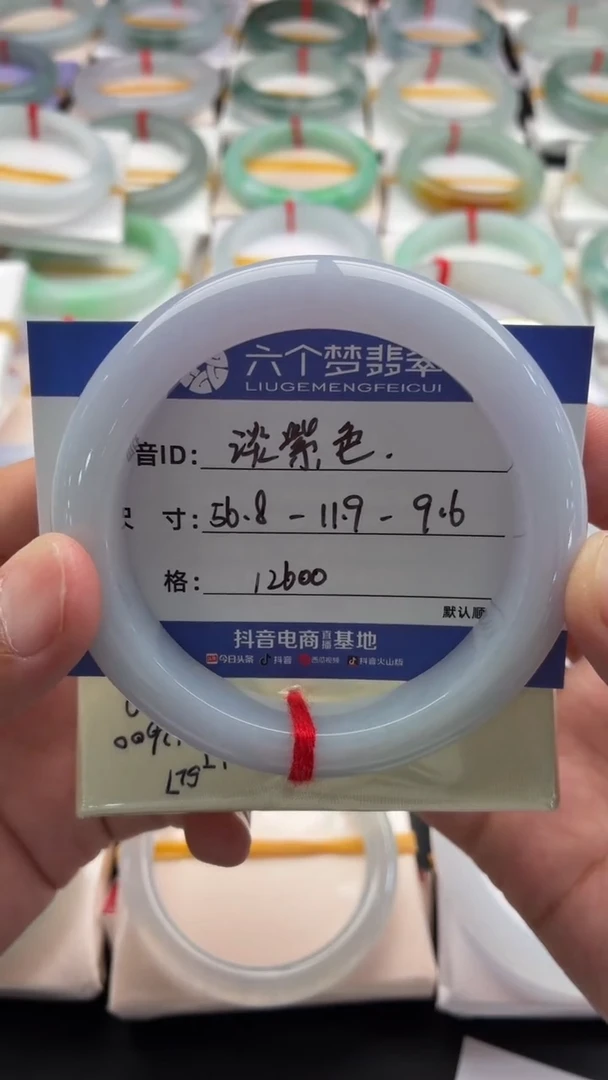 六个梦翡翠
LIUGEMENGFEICUI
音ID: 淡紫色.
寸: 56.8 - 11.9 - 9.6
格: 12600
默认顺
抖音电商直播基地
今日头条 抖音 西瓜视频 抖音火山版